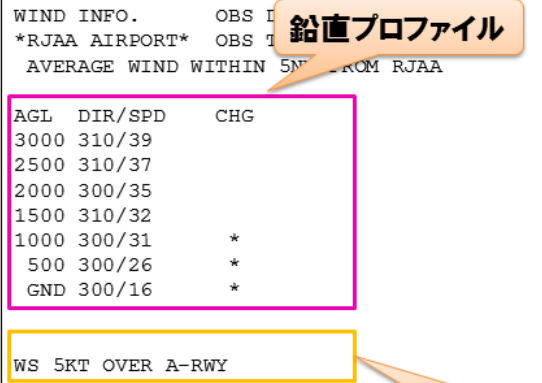 WIND INFO. OBS
*RJAA AIRPORT* OBS
鉛直プロファイル
AVERAGE WIND WITHIN FROM RJAA
AGL DIR/SPD CHG
3000 310/39
2500 310/37
2000 300/35
1500 310/32
1000 300/31 *
500 300/26 *
GND 300/16 *
WS 5KT OVER A-RWY